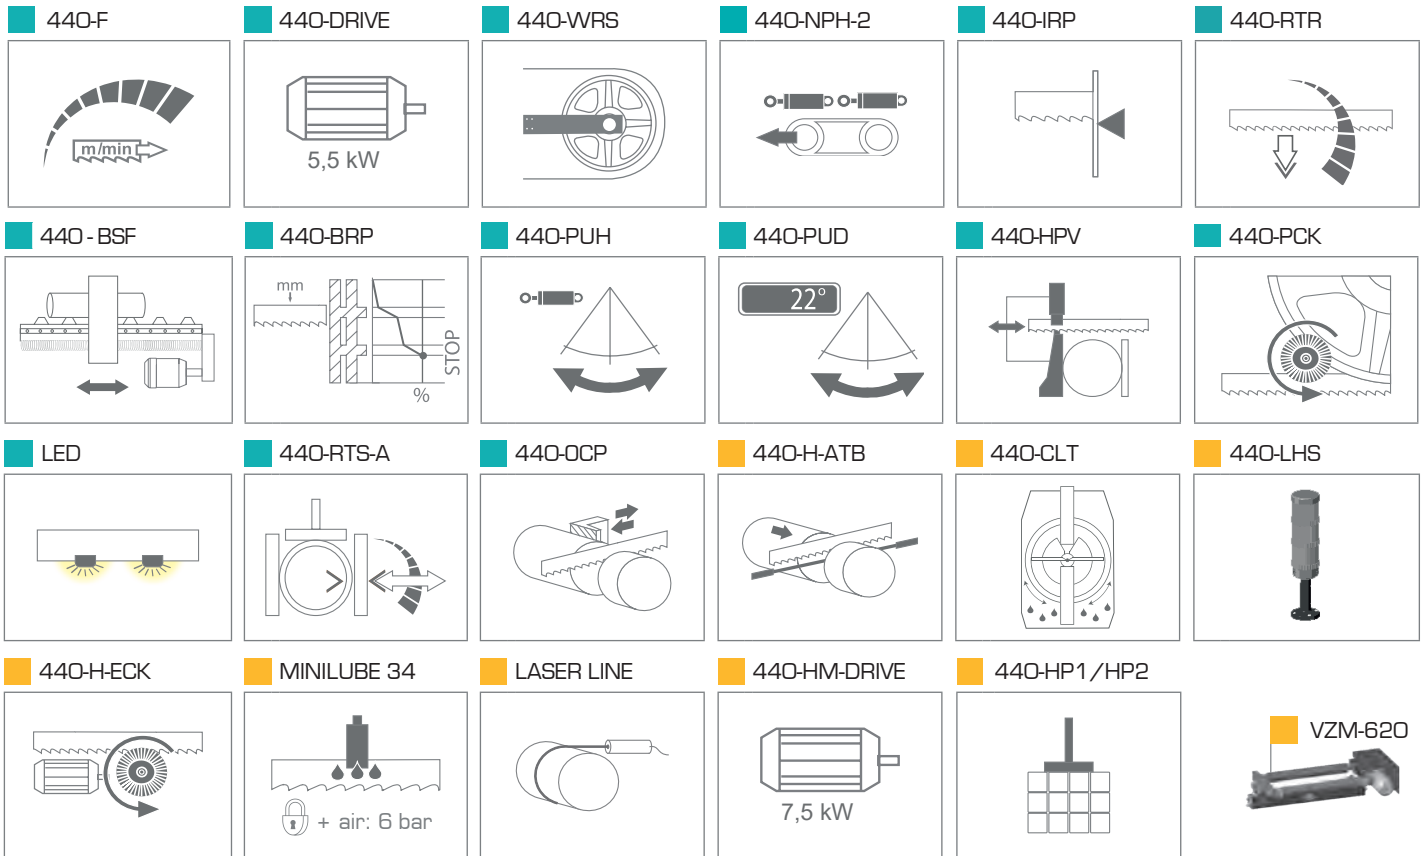 440-F
440-DRIVE
440-WRS
440-NPH-2
440-IRP
440-RTR
m/min
5,5 kW
440 - BSF
440-BRP
440-PUH
440-PUD
440-HPV
440-PCK
mm
STOP
%
22°
LED
440-RTS-A
440-OCP
440-H-ATB
440-CLT
440-LHS
440-H-ECK
MINILUBE 34
LASER LINE
440-HM-DRIVE
440-HP1/HP2
VZM-620
+ air: 6 bar
7,5 kW